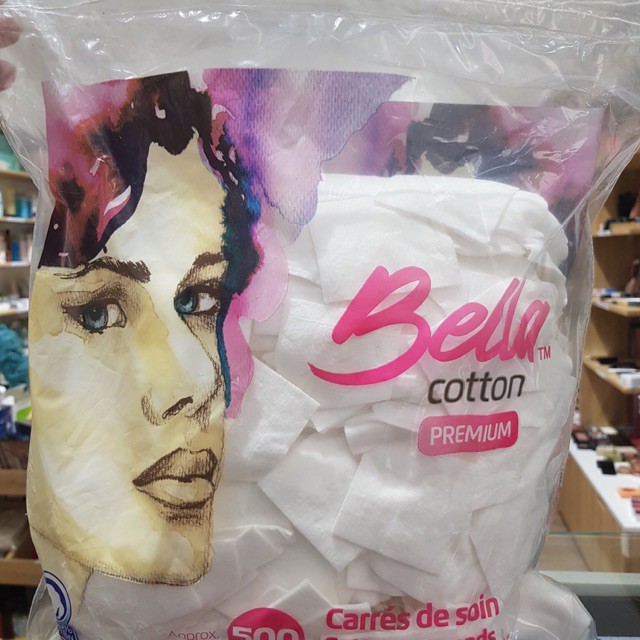 Bella™
cotton
PREMIUM
Approx.
500
Carrés de soin